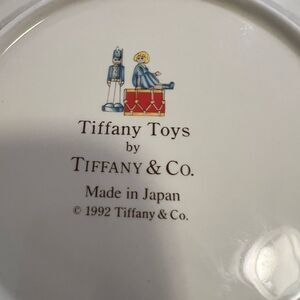 Tiffany Toys
by
TIFFANY & CO.
Made in Japan
© 1992 Tiffany & Co.